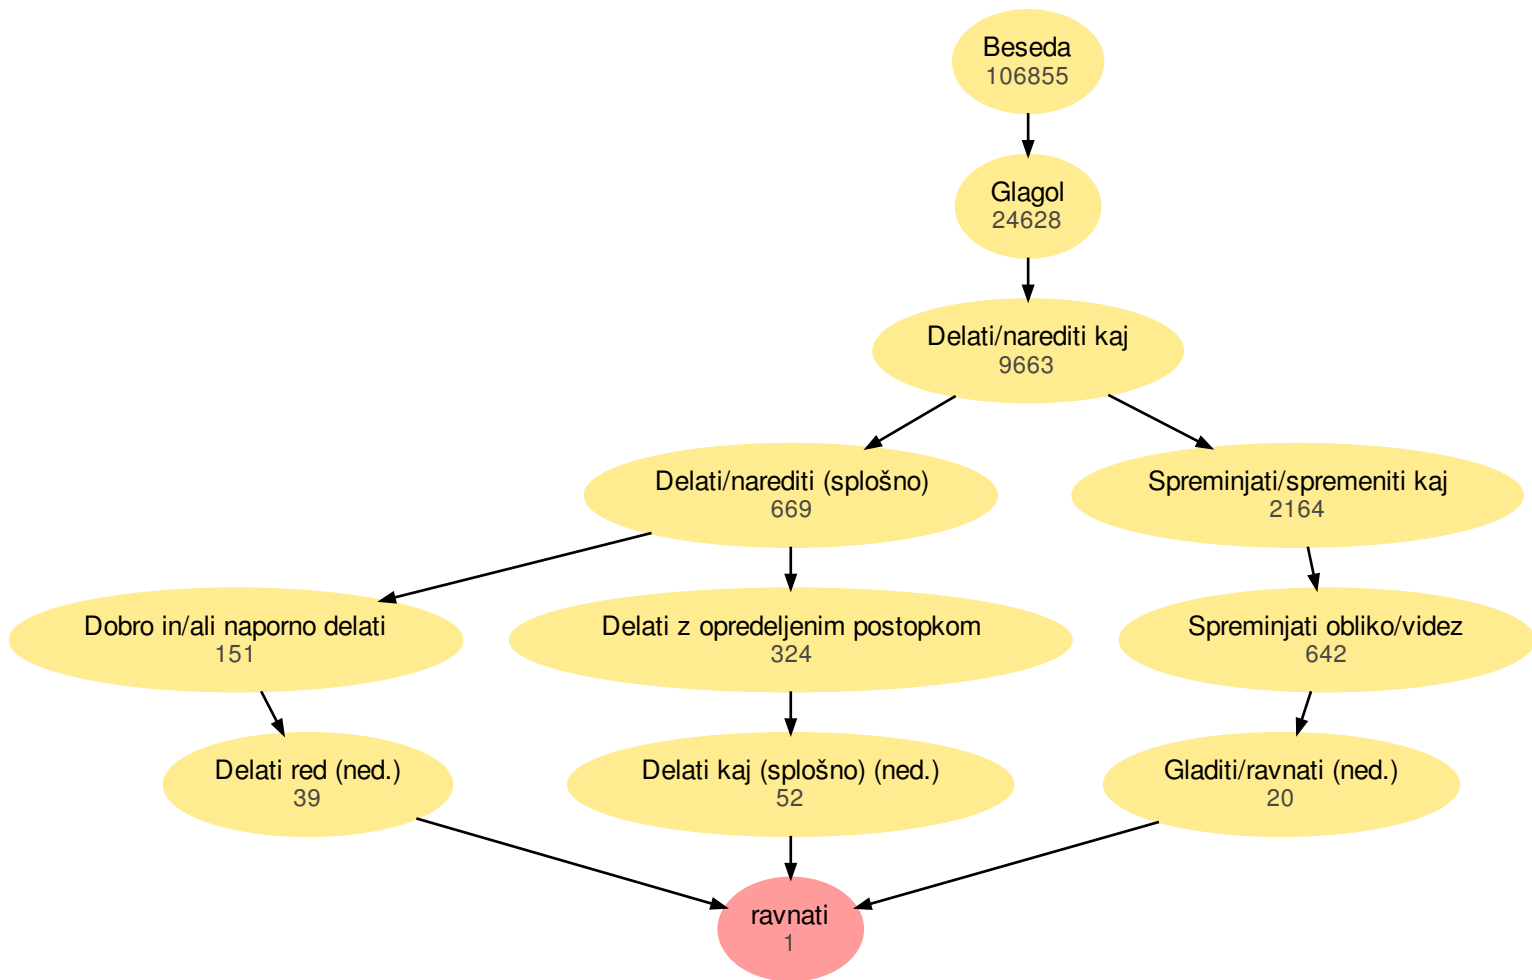 Beseda
106855
Glagol
24628
Delati/narediti kaj
9663
Delati/narediti (splošno)
669
Spreminjati/spremeniti kaj
2164
Dobro in/ali naporno delati
151
Delati z opredeljenim postopkom
324
Spreminjati obliko/videz
642
Delati red (ned.)
39
Delati kaj (splošno) (ned.)
52
Gladiti/ravnati (ned.)
20
ravnati
1